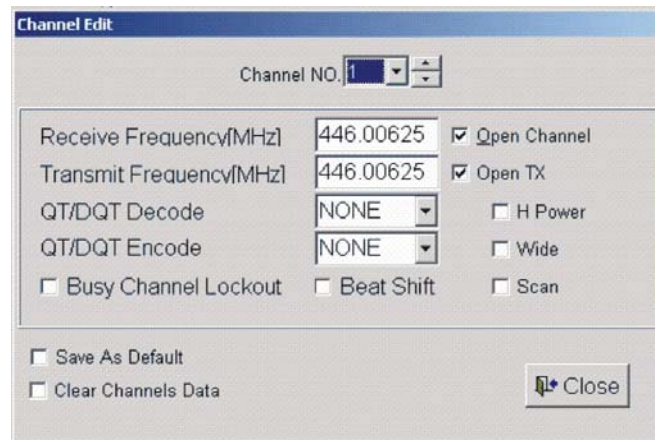 Channel Edit
Channel NO. 1
Receive Frequency[MHz] 446.00625 Open Channel
Transmit Frequency[MHz] 446.00625 Open TX
QT/DQT Decode NONE H Power
QT/DQT Encode NONE Wide
Busy Channel Lockout Beat Shift Scan
Save As Default
Clear Channels Data
Close